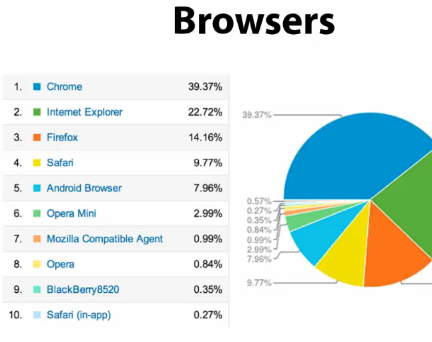 Browsers
1. Chrome 39.37%
2. Internet Explorer 22.72%
3. Firefox 14.16%
4. Safari 9.77%
5. Android Browser 7.96%
6. Opera Mini 2.99%
7. Mozilla Compatible Agent 0.99%
8. Opera 0.84%
9. BlackBerry8520 0.35%
10. Safari (in-app) 0.27%
39.37%
0.57%
0.27%
0.35%
0.84%
0.99%
2.99%
7.96%
9.77%